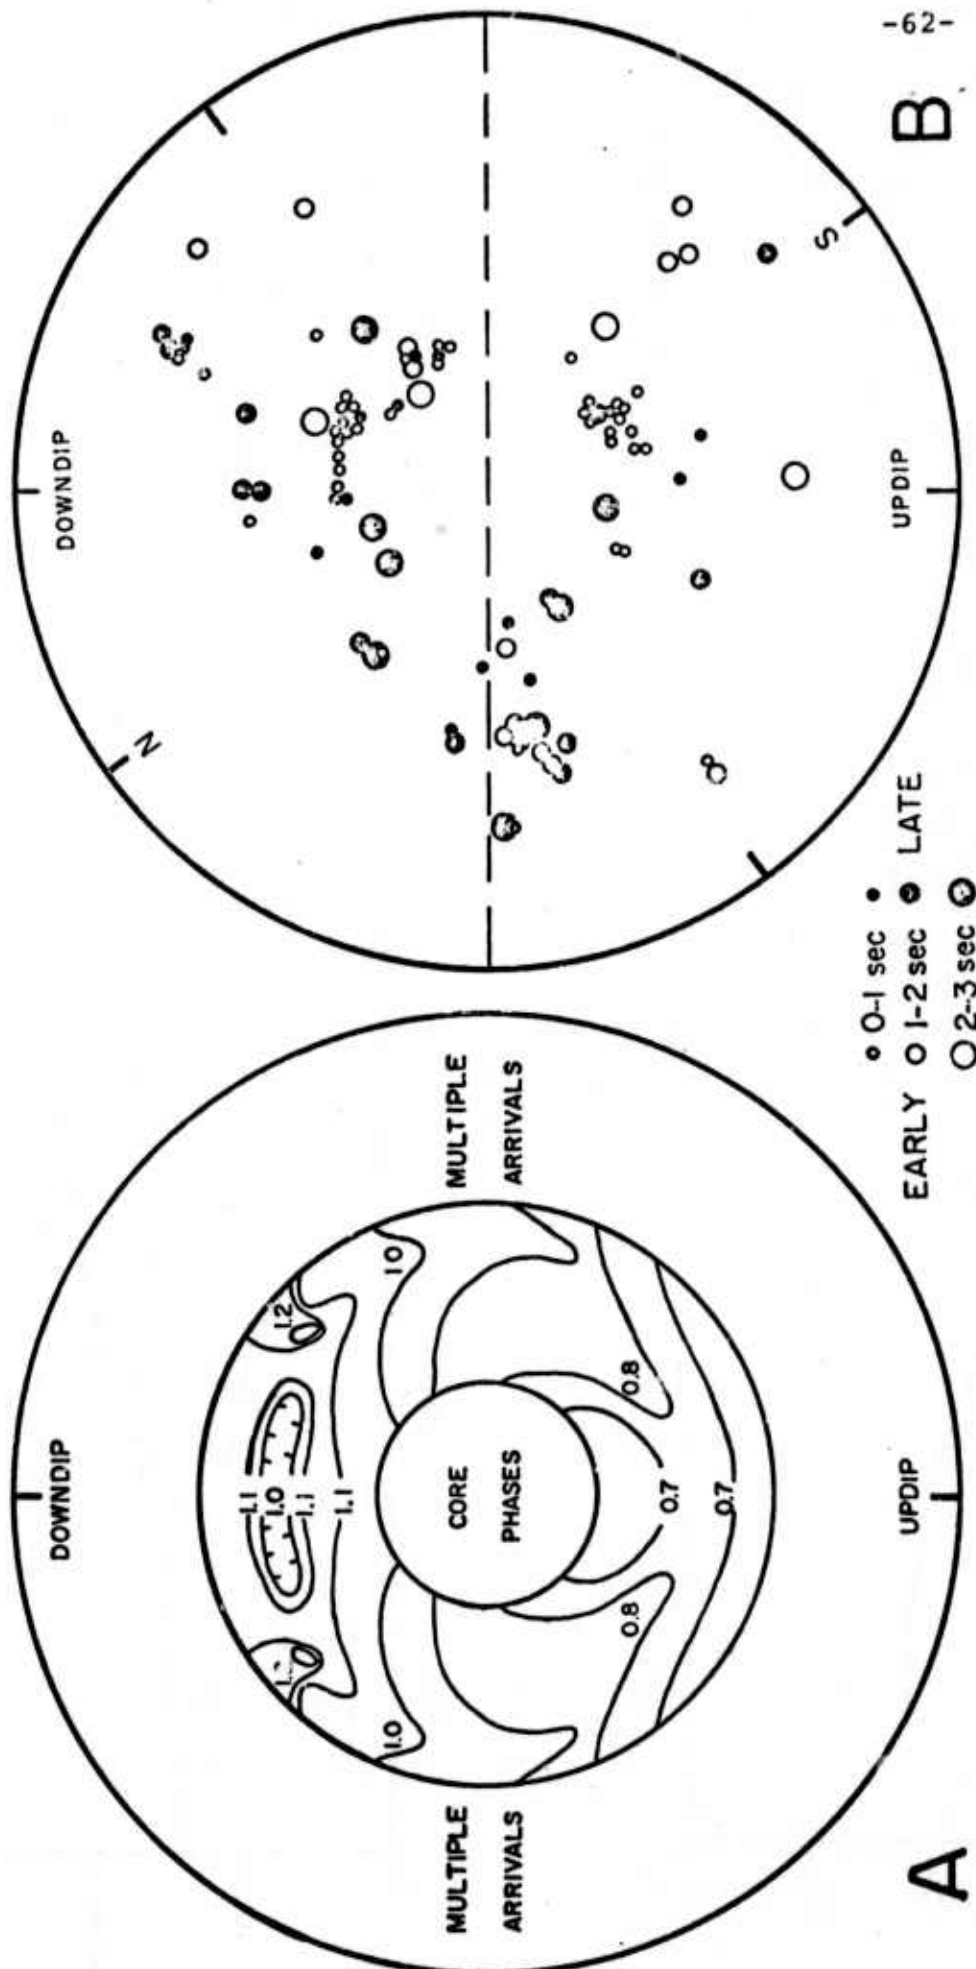 -62-
DOWNDIP
1.1
1.0
1.1
1.1
1.2
1.0
1.0
MULTIPLE
ARRIVALS
CORE
PHASES
MULTIPLE
ARRIVALS
0.8
0.8
0.7
0.7
UPDIP
A
DOWNDIP
N
S
UPDIP
B
0-1 sec
EARLY 1-2 sec LATE
2-3 sec